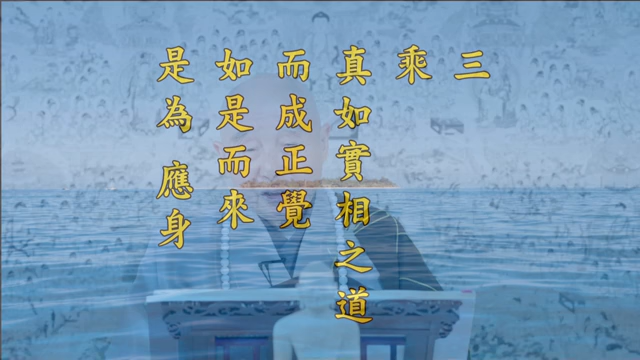 三
乘
真如實相之道
而成正覺
如是而來
是為 應身